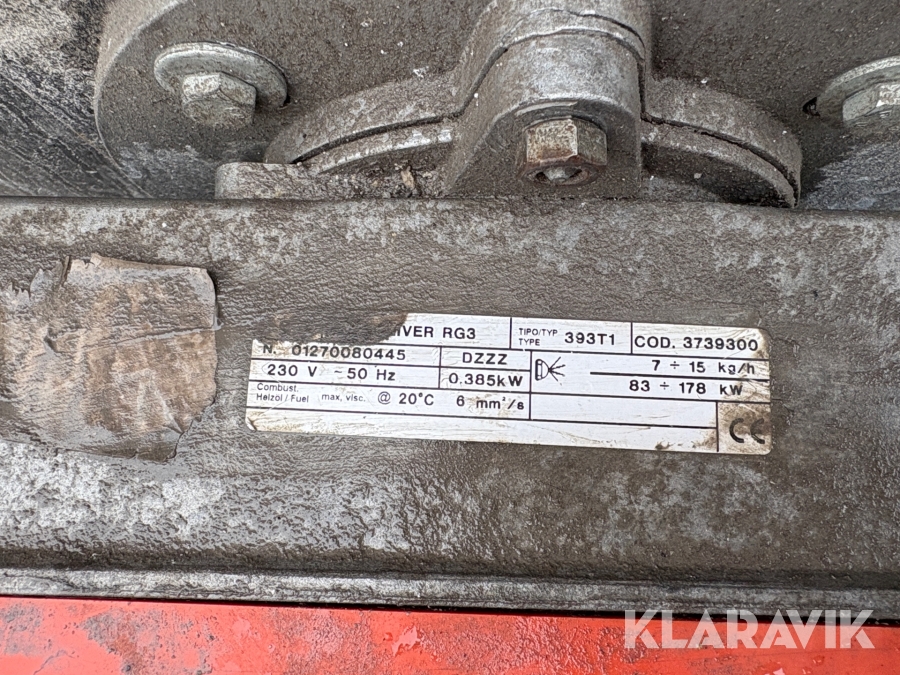 IVER RG3
TIPO/TYP
TYPE
393T1
COD. 3739300
N. 01270080445
DZZZ
7 ÷ 15 kg/h
230 V ~50 Hz
0.385kW
83 ÷ 178 kW
Combust.
Heizöl / Fuel
max, visc. @ 20°C 6 mm²/s
CE
KLARAVIK